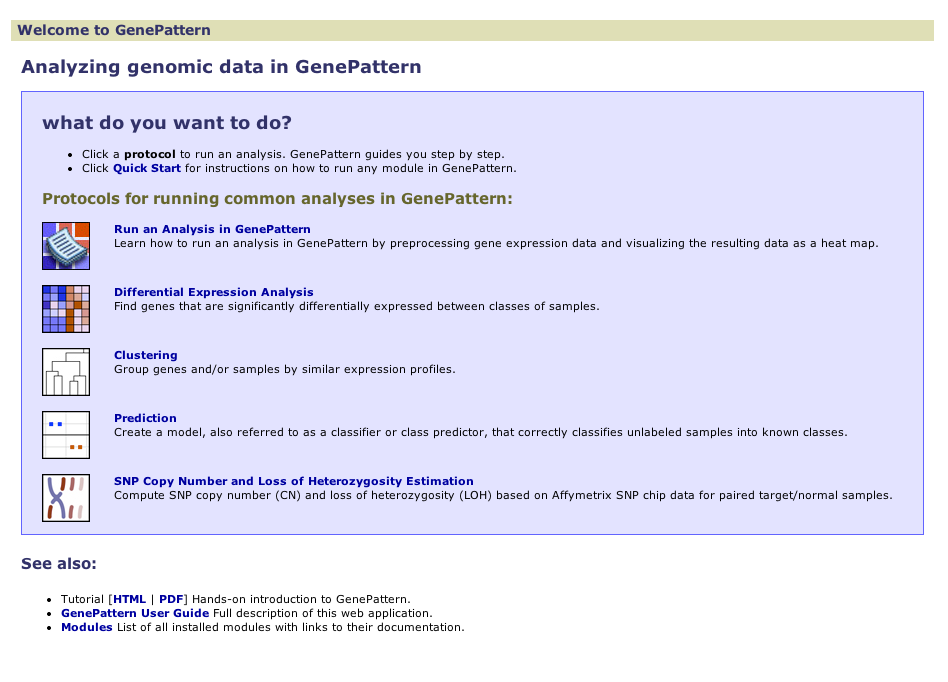 Welcome to GenePattern
Analyzing genomic data in GenePattern
what do you want to do?
• Click a protocol to run an analysis. GenePattern guides you step by step.
• Click Quick Start for instructions on how to run any module in GenePattern.
Protocols for running common analyses in GenePattern:
Run an Analysis in GenePattern
Learn how to run an analysis in GenePattern by preprocessing gene expression data and visualizing the resulting data as a heat map.
Differential Expression Analysis
Find genes that are significantly differentially expressed between classes of samples.
Clustering
Group genes and/or samples by similar expression profiles.
Prediction
Create a model, also referred to as a classifier or class predictor, that correctly classifies unlabeled samples into known classes.
SNP Copy Number and Loss of Heterozygosity Estimation
Compute SNP copy number (CN) and loss of heterozygosity (LOH) based on Affymetrix SNP chip data for paired target/normal samples.
See also:
• Tutorial [HTML | PDF] Hands-on introduction to GenePattern.
• GenePattern User Guide Full description of this web application.
• Modules List of all installed modules with links to their documentation.